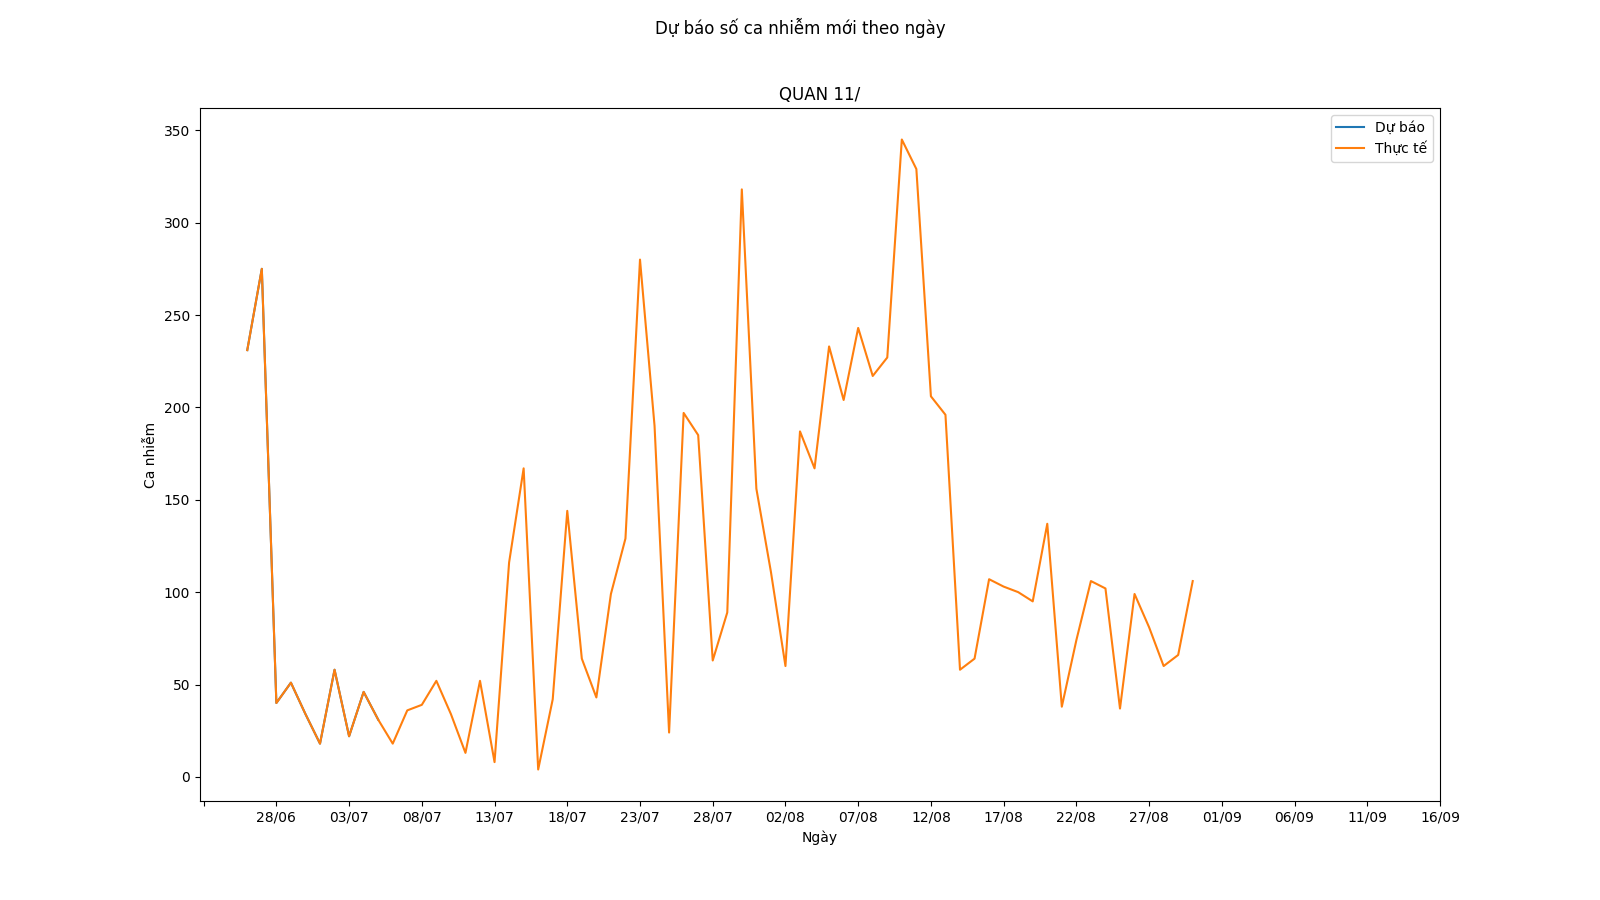 Dự báo số ca nhiễm mới theo ngày
QUAN 11/
Dự báo
Thực tế
350
300
250
200
150
100
50
0
Ca nhiễm
28/06 03/07 08/07 13/07 18/07 23/07 28/07 02/08 07/08 12/08 17/08 22/08 27/08 01/09 06/09 11/09 16/09
Ngày